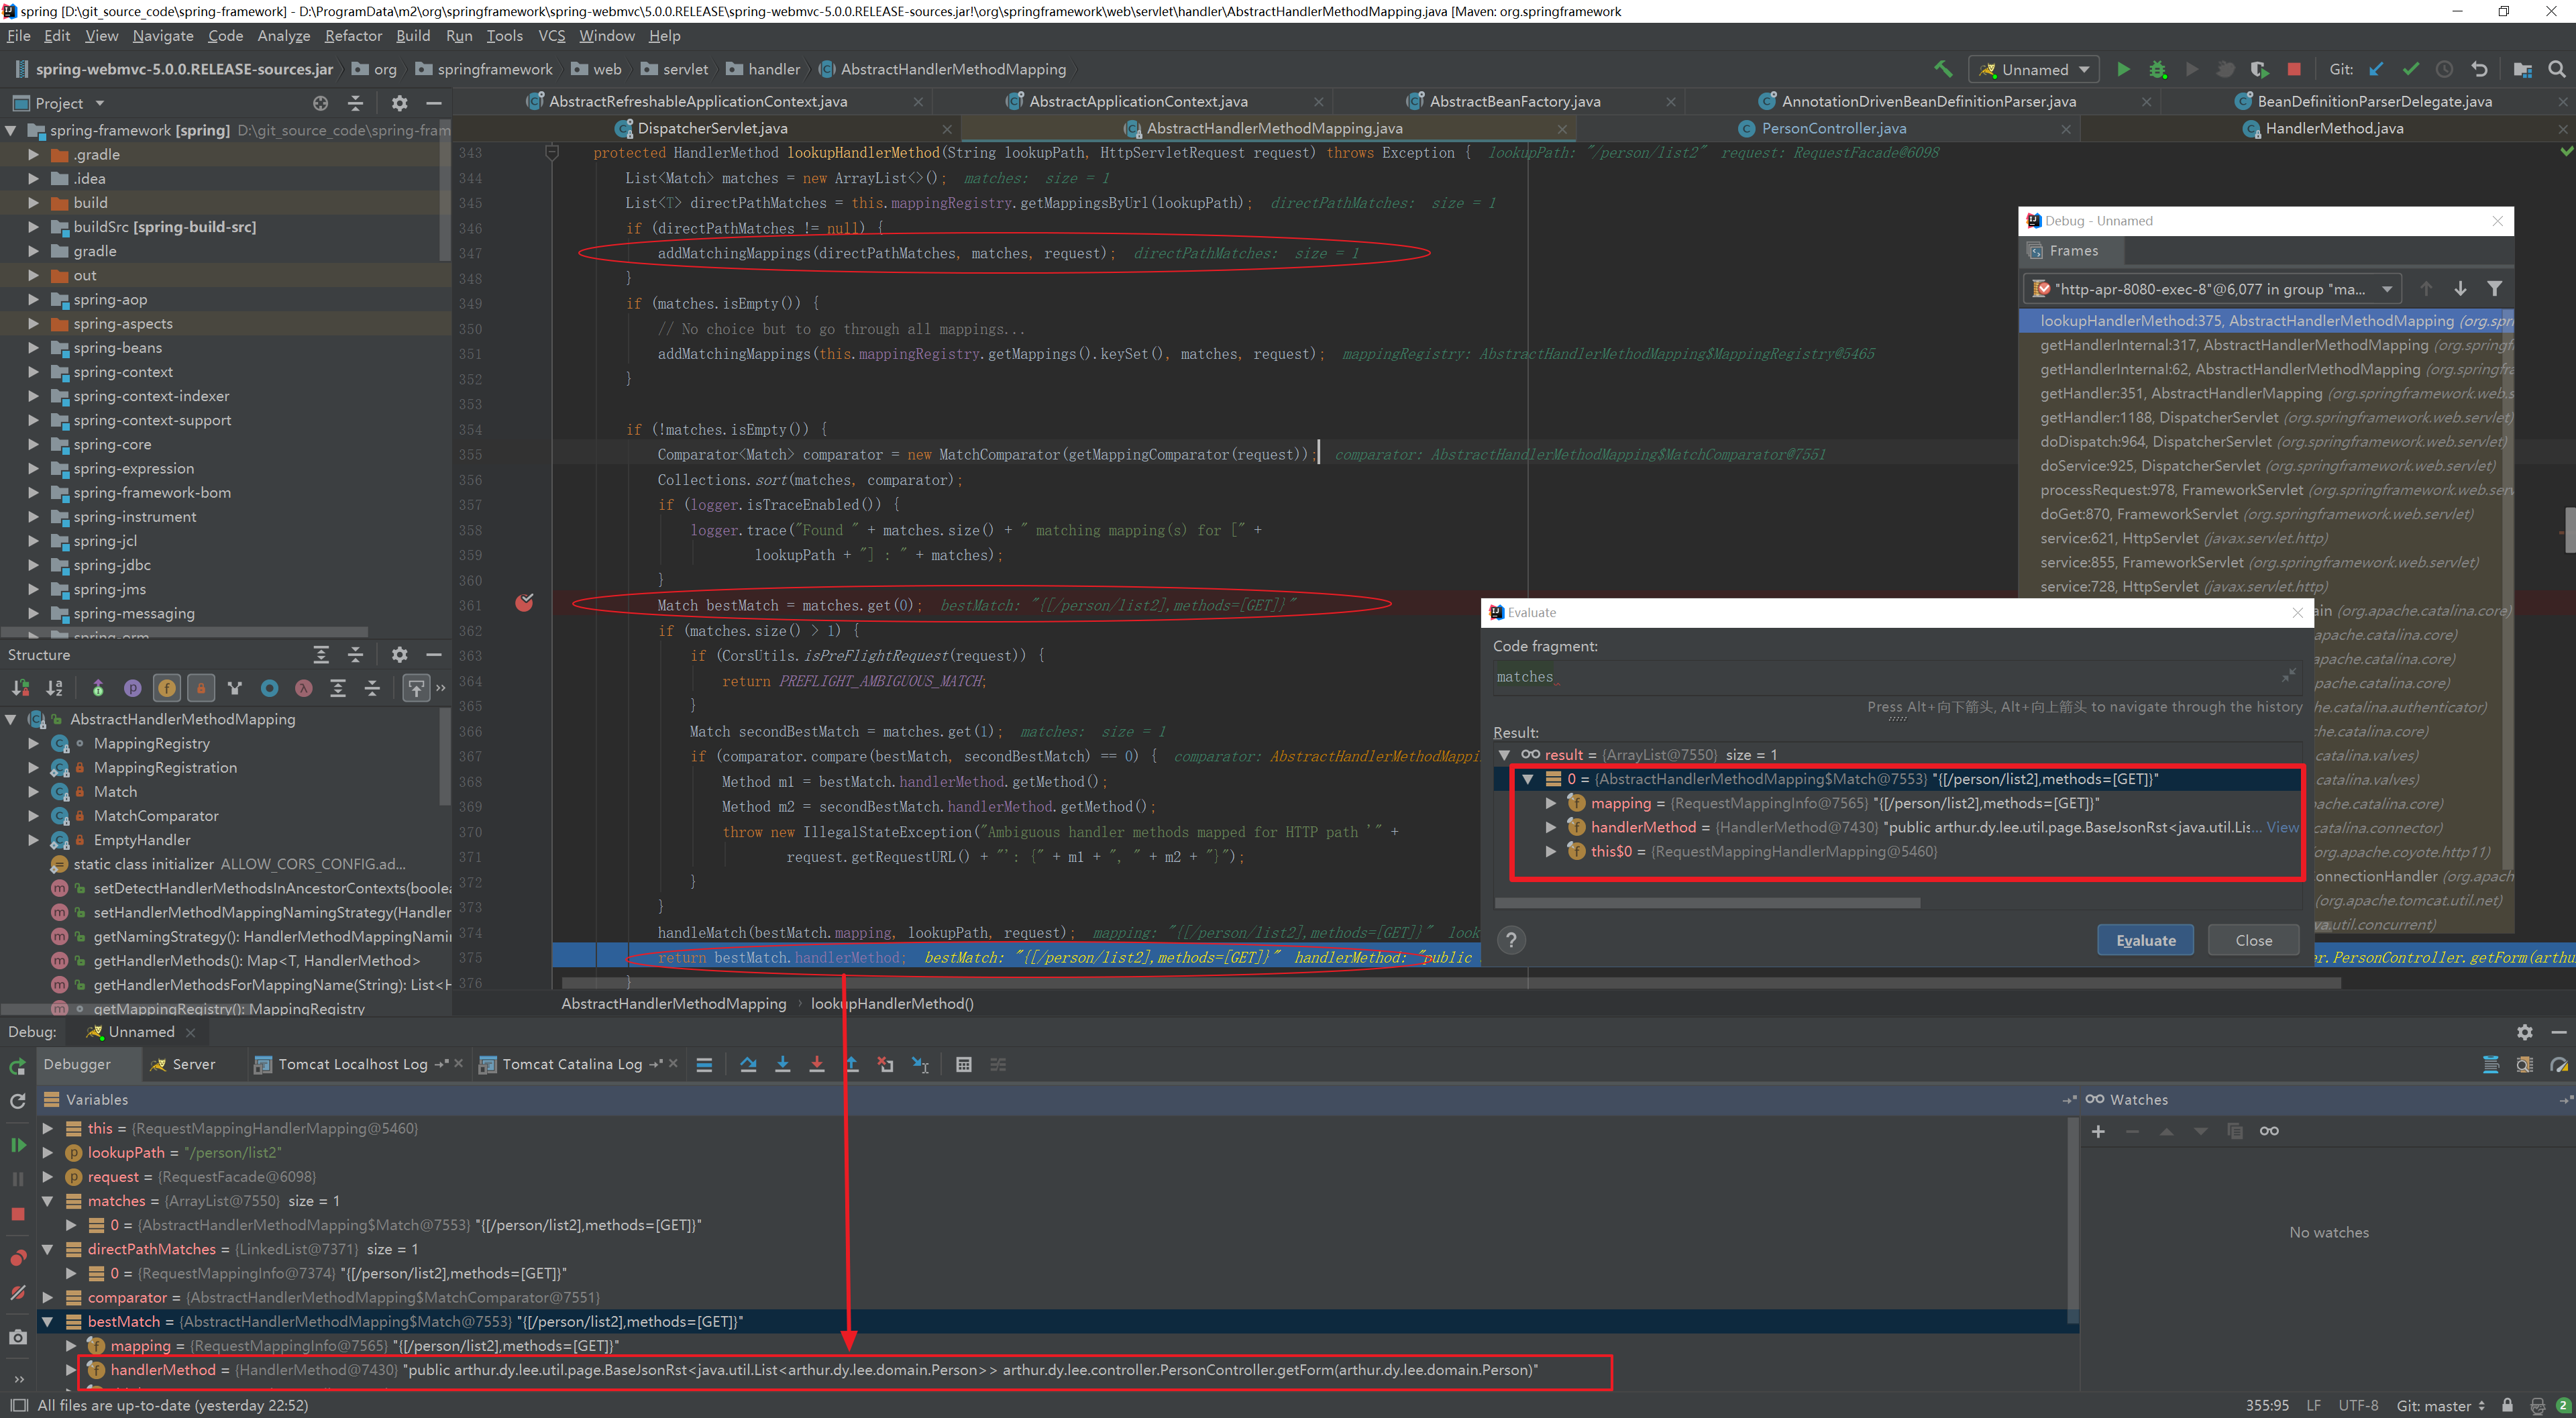 spring [D:\git_source_code\spring-framework] - D:\ProgramData\m2\org\springframework\spring-webmvc\5.0.0.RELEASE\spring-webmvc-5.0.0.RELEASE-sources.jar!\org\springframework\web\servlet\handler\AbstractHandlerMethodMapping.java [Maven: org.springframework
File Edit View Navigate Code Analyze Refactor Build Run Tools VCS Window Help
spring-webmvc-5.0.0.RELEASE-sources.jar org springframework web servlet handler AbstractHandlerMethodMapping Unnamed Git:
Project
AbstractRefreshableApplicationContext.java AbstractApplicationContext.java AbstractBeanFactory.java AnnotationDrivenBeanDefinitionParser.java BeanDefinitionParserDelegate.java
DispatcherServlet.java AbstractHandlerMethodMapping.java PersonController.java HandlerMethod.java
spring-framework [spring] D:\git_source_code\spring-fram
.gradle
.idea
build
buildSrc [spring-build-src]
gradle
out
spring-aop
spring-aspects
spring-beans
spring-context
spring-context-indexer
spring-context-support
spring-core
spring-expression
spring-framework-bom
spring-instrument
spring-jcl
spring-jdbc
spring-jms
spring-messaging
spring-orm
Structure
AbstractHandlerMethodMapping
MappingRegistry
MappingRegistration
Match
MatchComparator
EmptyHandler
static class initializer ALLOW_CORS_CONFIG.ad...
setDetectHandlerMethodsInAncestorContexts(boolea
setHandlerMethodMappingNamingStrategy(Handler
getNamingStrategy(): HandlerMethodMappingNami
getHandlerMethods(): Map<T, HandlerMethod>
getHandlerMethodsForMappingName(String): List<H
getMappingRegistry(): MappingRegistry
343 protected HandlerMethod lookupHandlerMethod(String lookupPath, HttpServletRequest request) throws Exception { lookupPath: "/person/list2" request: RequestFacade@6098
344 List<Match> matches = new ArrayList<>(); matches: size = 1
345 List<T> directPathMatches = this.mappingRegistry.getMappingsByUrl(lookupPath); directPathMatches: size = 1
346 if (directPathMatches != null) {
347 addMatchingMappings(directPathMatches, matches, request); directPathMatches: size = 1
348 }
349 if (matches.isEmpty()) {
350 // No choice but to go through all mappings...
351 addMatchingMappings(this.mappingRegistry.getMappings().keySet(), matches, request); mappingRegistry: AbstractHandlerMethodMapping$MappingRegistry@5465
352 }
353
354 if (!matches.isEmpty()) {
355 Comparator<Match> comparator = new MatchComparator(getMappingComparator(request)); comparator: AbstractHandlerMethodMapping$MatchComparator@7551
356 Collections.sort(matches, comparator);
357 if (logger.isTraceEnabled()) {
358 logger.trace("Found " + matches.size() + " matching mapping(s) for [" +
359 lookupPath + "] : " + matches);
360 }
361 Match bestMatch = matches.get(0); bestMatch: "{[/person/list2],methods=[GET]}"
362 if (matches.size() > 1) {
363 if (CorsUtils.isPreFlightRequest(request)) {
364 return PREFLIGHT_AMBIGUOUS_MATCH;
365 }
366 Match secondBestMatch = matches.get(1); matches: size = 1
367 if (comparator.compare(bestMatch, secondBestMatch) == 0) { comparator: AbstractHandlerMethodMappin
368 Method m1 = bestMatch.handlerMethod.getMethod();
369 Method m2 = secondBestMatch.handlerMethod.getMethod();
370 throw new IllegalStateException("Ambiguous handler methods mapped for HTTP path '" +
371 request.getRequestURL() + "': {" + m1 + ", " + m2 + "}");
372 }
373 }
374 handleMatch(bestMatch.mapping, lookupPath, request); mapping: "{[/person/list2],methods=[GET]}" look
375 return bestMatch.handlerMethod; bestMatch: "{[/person/list2],methods=[GET]}" handlerMethod: "public r.PersonController.getForm(arthu
376 }
AbstractHandlerMethodMapping › lookupHandlerMethod()
Debug - Unnamed
Frames
"http-apr-8080-exec-8"@6,077 in group "ma...
lookupHandlerMethod:375, AbstractHandlerMethodMapping (org.spri
getHandlerInternal:317, AbstractHandlerMethodMapping (org.springf
getHandlerInternal:62, AbstractHandlerMethodMapping (org.springfra
getHandler:351, AbstractHandlerMapping (org.springframework.web.s
getHandler:1188, DispatcherServlet (org.springframework.web.servlet)
doDispatch:964, DispatcherServlet (org.springframework.web.servlet)
doService:925, DispatcherServlet (org.springframework.web.servlet)
processRequest:978, FrameworkServlet (org.springframework.web.serv
doGet:870, FrameworkServlet (org.springframework.web.servlet)
service:621, HttpServlet (javax.servlet.http)
service:855, FrameworkServlet (org.springframework.web.servlet)
service:728, HttpServlet (javax.servlet.http)
ain (org.apache.catalina.core)
apache.catalina.core)
apache.catalina.core)
pache.catalina.core)
he.catalina.authenticator)
che.catalina.core)
catalina.valves)
.catalina.valves)
pache.catalina.core)
catalina.connector)
org.apache.coyote.http11)
onnectionHandler (org.apach
(org.apache.tomcat.util.net)
va.util.concurrent)
Evaluate
Code fragment:
matches
Press Alt+向下箭头, Alt+向上箭头 to navigate through the history
Result:
result = {ArrayList@7550} size = 1
0 = {AbstractHandlerMethodMapping$Match@7553} "{[/person/list2],methods=[GET]}"
mapping = {RequestMappingInfo@7565} "{[/person/list2],methods=[GET]}"
handlerMethod = {HandlerMethod@7430} "public arthur.dy.lee.util.page.BaseJsonRst<java.util.Lis... View
this$0 = {RequestMappingHandlerMapping@5460}
? Evaluate Close
Debug: Unnamed
Debugger Server Tomcat Localhost Log Tomcat Catalina Log
Variables
Watches
this = {RequestMappingHandlerMapping@5460}
lookupPath = "/person/list2"
request = {RequestFacade@6098}
matches = {ArrayList@7550} size = 1
0 = {AbstractHandlerMethodMapping$Match@7553} "{[/person/list2],methods=[GET]}"
directPathMatches = {LinkedList@7371} size = 1
0 = {RequestMappingInfo@7374} "{[/person/list2],methods=[GET]}"
comparator = {AbstractHandlerMethodMapping$MatchComparator@7551}
bestMatch = {AbstractHandlerMethodMapping$Match@7553} "{[/person/list2],methods=[GET]}"
mapping = {RequestMappingInfo@7565} "{[/person/list2],methods=[GET]}"
handlerMethod = {HandlerMethod@7430} "public arthur.dy.lee.util.page.BaseJsonRst<java.util.List<arthur.dy.lee.domain.Person>> arthur.dy.lee.controller.PersonController.getForm(arthur.dy.lee.domain.Person)"
No watches
All files are up-to-date (yesterday 22:52)
355:95 LF UTF-8 Git: master 2